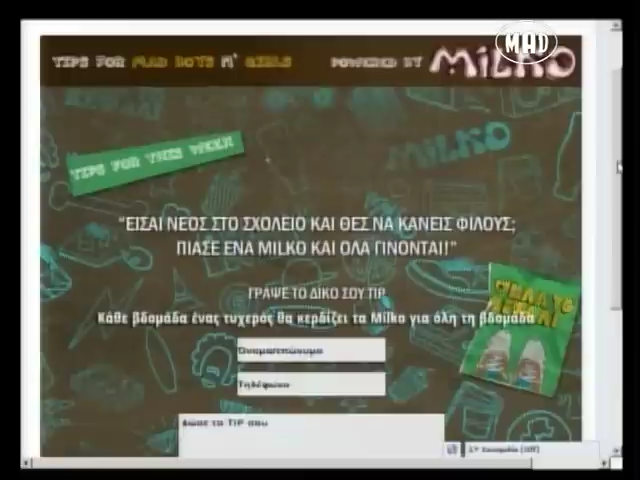 MAD
TIPS FOR MAD BOYS N' GIRLS
POWERED BY MILKO
TIPS FOR THIS WEEK
MILKO
"ΕΙΣΑΙ ΝΕΟΣ ΣΤΟ ΣΧΟΛΕΙΟ ΚΑΙ ΘΕΣ ΝΑ ΚΑΝΕΙΣ ΦΙΛΟΥΣ;
ΠΙΑΣΕ ΕΝΑ MILKO ΚΑΙ ΟΛΑ ΓΙΝΟΝΤΑΙ!"
ΓΡΑΨΕ ΤΟ ΔΙΚΟ ΣΟΥ TIP
Κάθε βδομάδα ένας τυχερός θα κερδίζει τα Milko για όλη τη βδομάδα
Ονοματεπώνυμο
Τηλέφωνο
Δώσε το TIP σου